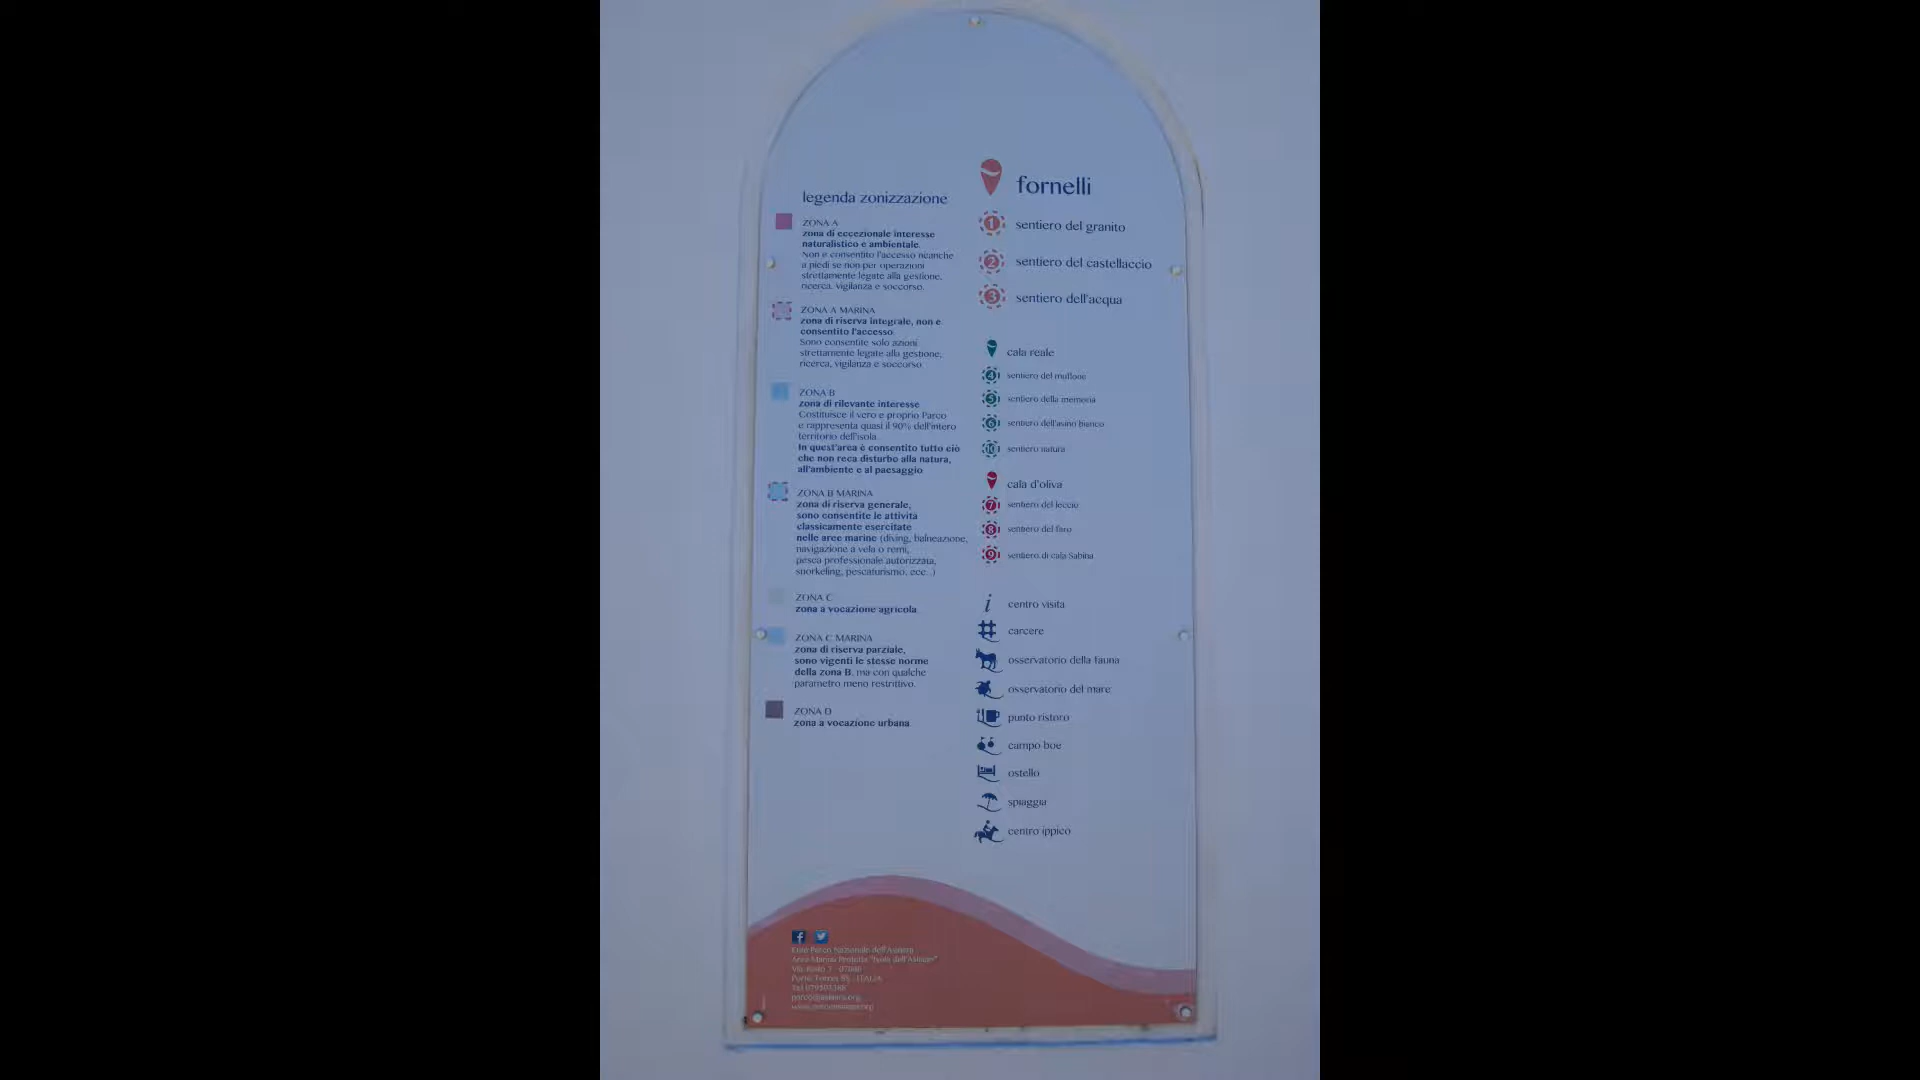 legenda zonizzazione
ZONA A
zona di eccezionale interesse
naturalistico e ambientale.
Non è consentito l'accesso neanche
a piedi se non per operazioni
strettamente legate alla gestione,
ricerca, vigilanza e soccorso.
ZONA A MARINA
zona di riserva integrale, non è
consentito l'accesso.
Sono consentite solo azioni
strettamente legate alla gestione,
ricerca, vigilanza e soccorso
ZONA B
zona di rilevante interesse
Costituisce il vero e proprio Parco
e rappresenta quasi il 90% dell'intero
territorio dell'isola.
In quest'area è consentito tutto ciò
che non reca disturbo alla natura,
all'ambiente e al paesaggio
ZONA B MARINA
zona di riserva generale,
sono consentite le attività
classicamente esercitate
nelle aree marine (diving, balneazione,
navigazione a vela o remi,
pesca professionale autorizzata,
snorkeling, pescaturismo, ecc..)
ZONA C
zona a vocazione agricola
ZONA C MARINA
zona di riserva parziale,
sono vigenti le stesse norme
della zona B, ma con qualche
parametro meno restrittivo.
ZONA D
zona a vocazione urbana
fornelli
1 sentiero del granito
2 sentiero del castellaccio
3 sentiero dell'acqua
cala reale
4 sentiero del muflone
5 sentiero della memoria
6 sentiero dell'asino bianco
10 sentiero natura
cala d'oliva
7 sentiero del leccio
8 sentiero del faro
9 sentiero di cala Sabina
i centro visita
carcere
osservatorio della fauna
osservatorio del mare
punto ristoro
campo boe
ostello
spiaggia
centro ippico
Ente Parco Nazionale dell'Asinara
Area Marina Protetta "Isola dell'Asinara"
Porto Torres SS - ITALIA
parco@asinara.org